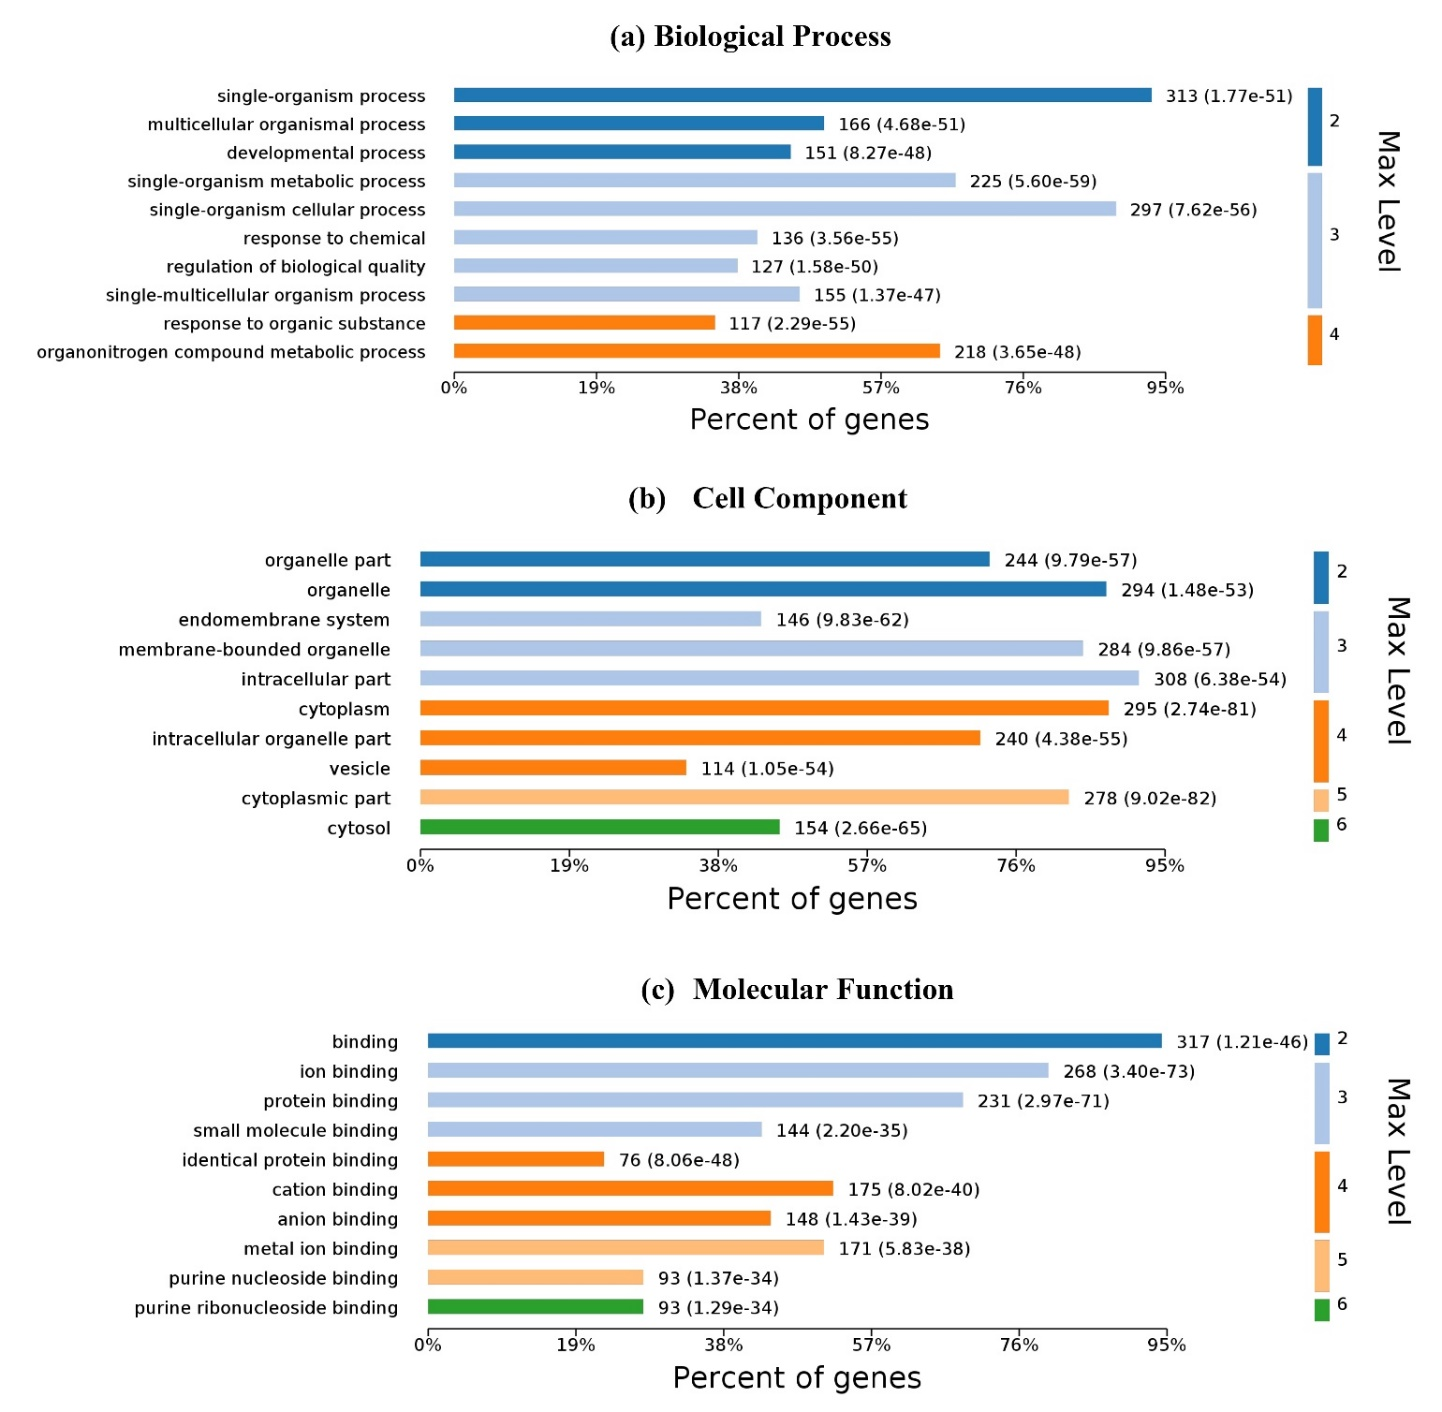 (a) Biological Process
single-organism process 313 (1.77e-51)
multicellular organismal process 166 (4.68e-51)
developmental process 151 (8.27e-48)
single-organism metabolic process 225 (5.60e-59)
single-organism cellular process 297 (7.62e-56)
response to chemical 136 (3.56e-55)
regulation of biological quality 127 (1.58e-50)
single-multicellular organism process 155 (1.37e-47)
response to organic substance 117 (2.29e-55)
organonitrogen compound metabolic process 218 (3.65e-48)
2
3
4
Max Level
0% 19% 38% 57% 76% 95%
Percent of genes
(b) Cell Component
organelle part 244 (9.79e-57)
organelle 294 (1.48e-53)
endomembrane system 146 (9.83e-62)
membrane-bounded organelle 284 (9.86e-57)
intracellular part 308 (6.38e-54)
cytoplasm 295 (2.74e-81)
intracellular organelle part 240 (4.38e-55)
vesicle 114 (1.05e-54)
cytoplasmic part 278 (9.02e-82)
cytosol 154 (2.66e-65)
2
3
4
5
6
Max Level
0% 19% 38% 57% 76% 95%
Percent of genes
(c) Molecular Function
binding 317 (1.21e-46)
ion binding 268 (3.40e-73)
protein binding 231 (2.97e-71)
small molecule binding 144 (2.20e-35)
identical protein binding 76 (8.06e-48)
cation binding 175 (8.02e-40)
anion binding 148 (1.43e-39)
metal ion binding 171 (5.83e-38)
purine nucleoside binding 93 (1.37e-34)
purine ribonucleoside binding 93 (1.29e-34)
2
3
4
5
6
Max Level
0% 19% 38% 57% 76% 95%
Percent of genes